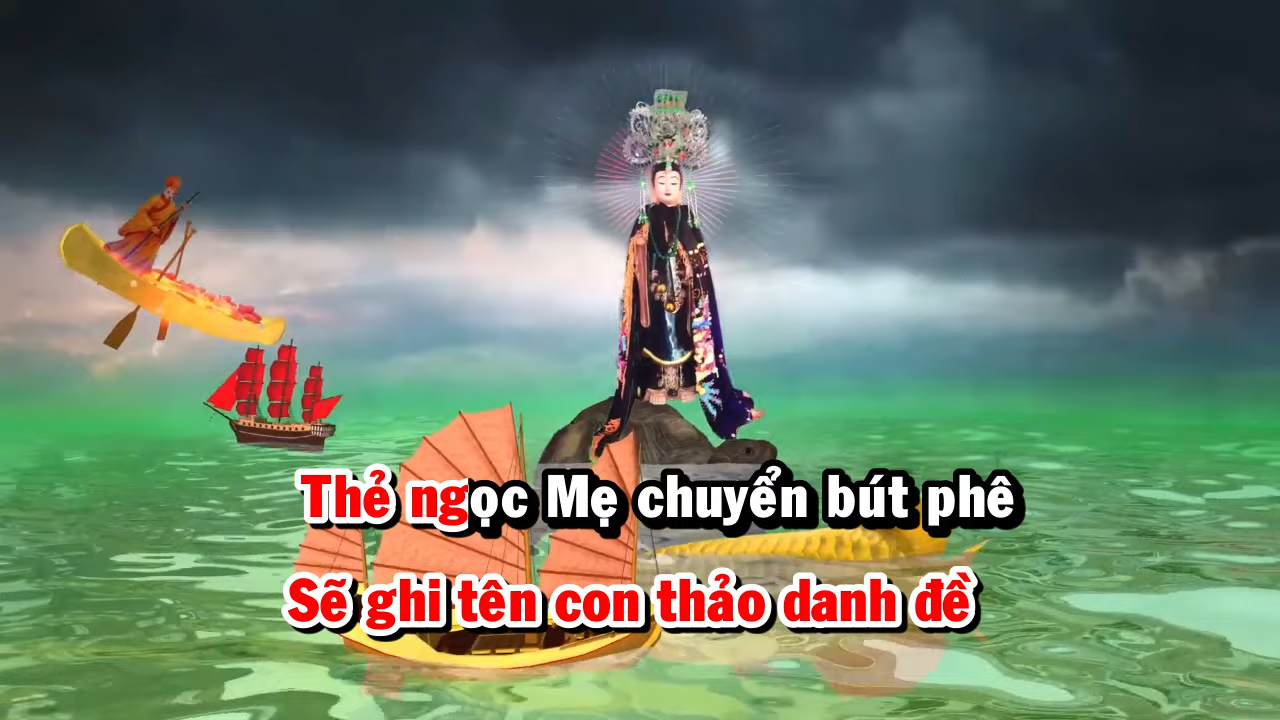 Thẻ ngọc Mẹ chuyển bút phê
Sẽ ghi tên con thảo danh đề